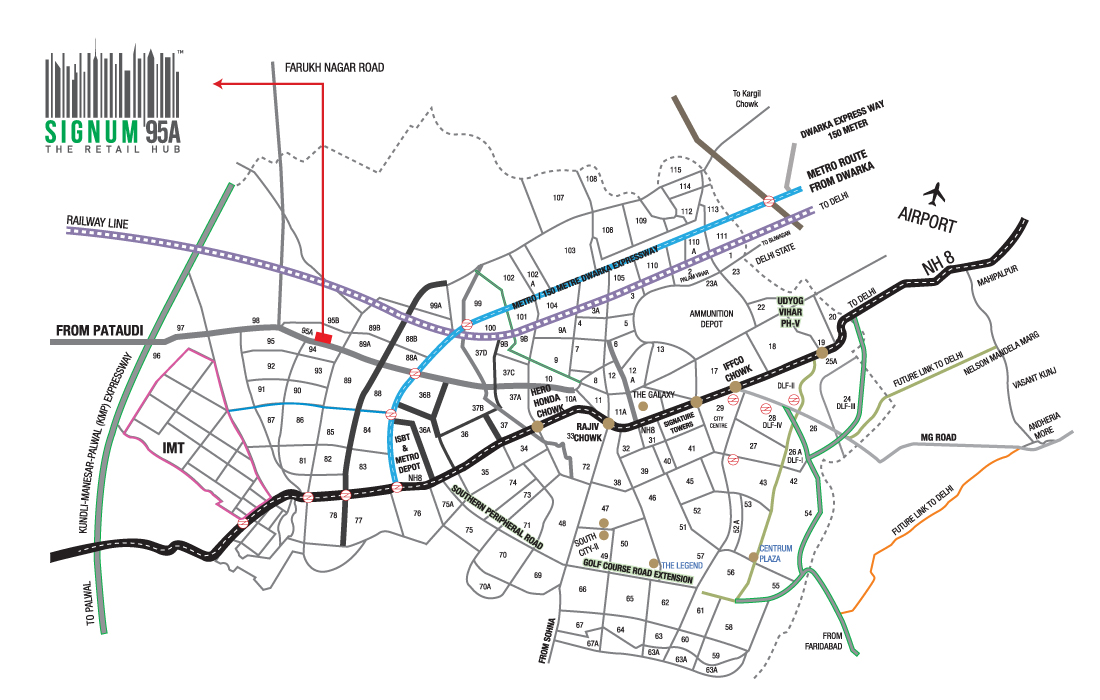 SIGNUM 95A
THE RETAIL HUB
TM
FARUKH NAGAR ROAD
To Kargil
Chowk
DWARKA EXPRESS WAY
150 METER
METRO ROUTE
FROM DWARKA
TO DELHI
AIRPORT
NH 8
MAHIPALPUR
RAILWAY LINE
FROM PATAUDI
KUNDLI-MANESAR-PALWAL (KMP) EXPRESSWAY
TO PALWAL
IMT
METRO / 150 METRE DWARKA EXPRESSWAY
DELHI STATE
PALAM VIHAR
AMMUNITION
DEPOT
UDYOG
VIHAR
PH-V
TO DELHI
FUTURE LINK TO DELHI
NELSON MANDELA MARG
VASANT KUNJ
ANDHERIA
MORE
MG ROAD
FUTURE LINK TO DELHI
FROM
FARIDABAD
IFFCO
CHOWK
THE GALAXY
SIGNATURE
TOWERS
HERO
HONDA
CHOWK
RAJIV
CHOWK
NH8
ISBT
&
METRO
DEPOT
NH8
SOUTHERN PERIPHERAL ROAD
GOLF COURSE ROAD EXTENSION
SOUTH
CITY-II
THE LEGEND
CENTRUM
PLAZA
FROM SOHNA
CITY
CENTRE
DLF-II
28
DLF-IV
24
DLF-III
26 A
DLF-I
115
114
113
112
111
110
A
110
109
108
108
107
106
105
104
103
102
102
A
101
100
99
99A
98
97
96
95
95A
95B
94
93
92
91
90
89A
89B
88A
88B
88
87
86
85
84
83
82
81
78
77
76
75A
75
74
73
72
71
70
70A
69
68
67
67A
66
65
64
63
63A
63A
63A
62
61
60
59
58
57
56
55
54
53
52
52 A
51
50
49
48
47
46
45
43
42
41
40
39
38
37
37A
37B
37C
37D
36
36A
36B
35
34
33
32
31
30
29
27
26
25A
23
23A
22
20
19
18
17
13
12
12
A
11
11A
10
10A
9
9A
9B
9B
8
7
6
5
4
3
3A
2
1